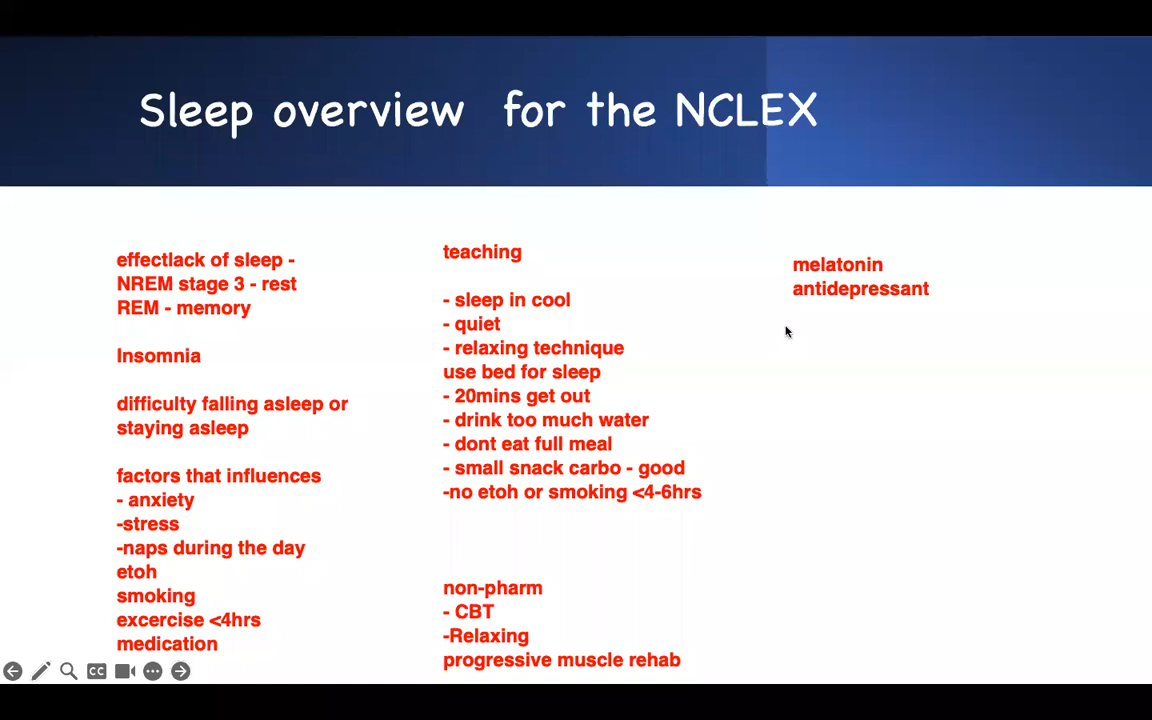 Sleep overview for the NCLEX
effectlack of sleep -
NREM stage 3 - rest
REM - memory
Insomnia
difficulty falling asleep or
staying asleep
factors that influences
- anxiety
-stress
-naps during the day
etoh
smoking
excercise <4hrs
medication
teaching
- sleep in cool
- quiet
- relaxing technique
use bed for sleep
- 20mins get out
- drink too much water
- dont eat full meal
- small snack carbo - good
-no etoh or smoking <4-6hrs
non-pharm
- CBT
-Relaxing
progressive muscle rehab
melatonin
antidepressant
CC